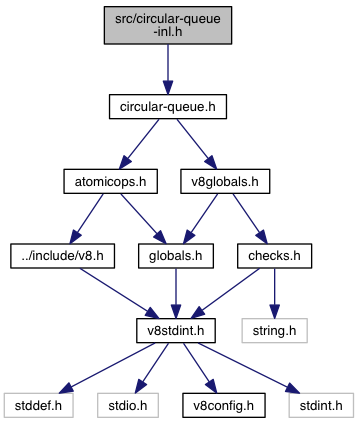 src/circular-queue
-inl.h
circular-queue.h
atomicops.h
v8globals.h
../include/v8.h
globals.h
checks.h
v8stdint.h
string.h
stddef.h
stdio.h
v8config.h
stdint.h